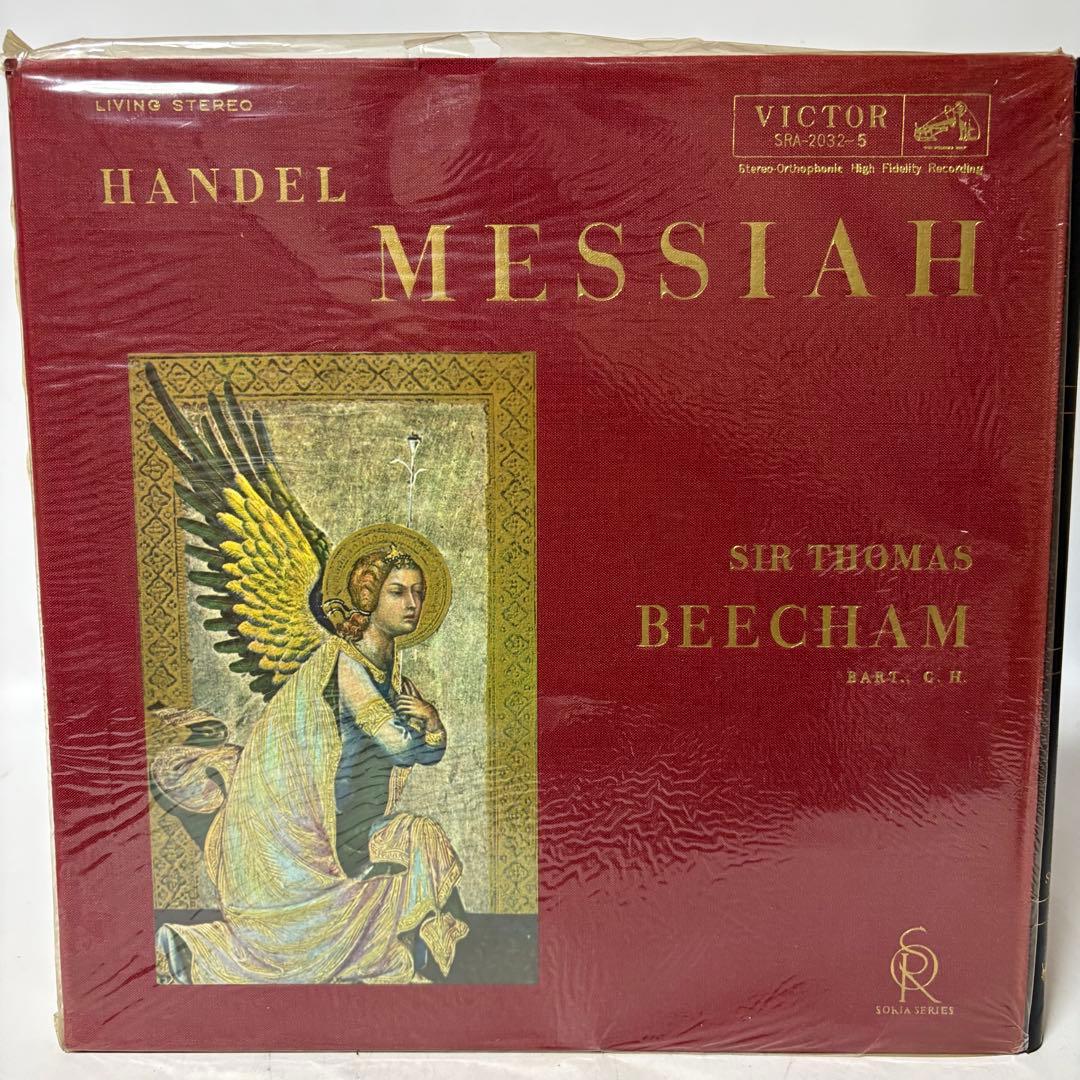 LIVING STEREO
VICTOR
SRA-2032~5
Stereo-Orthophonic High Fidelity Recording
HANDEL
MESSIAH
SIR THOMAS
BEECHAM
BART., C. H.
SR
SORIA SERIES